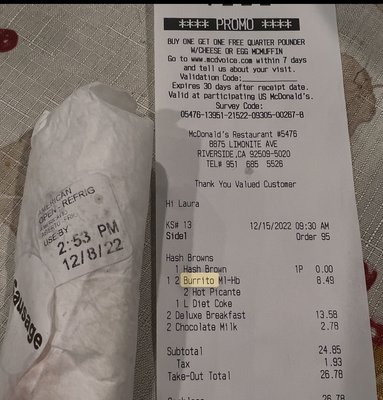 **** PROMO ****
BUY ONE GET ONE FREE QUARTER POUNDER
W/CHEESE OR EGG MCMUFFIN
Go to www.mcdvoice.com within 7 days
and tell us about your visit.
Validation Code:
Expires 30 days after receipt date.
Valid at participating US McDonald's.
Survey Code:
05476-13951-21522-09305-00267-8
McDonald's Restaurant #5476
8875 LIMONITE AVE
RIVERSIDE,CA 92509-5020
TEL# 951 685 5526
Thank You Valued Customer
Hi Laura
KS# 13 12/15/2022 09:30 AM
Side1 Order 95
Hash Browns
1 Hash Brown 1P 0.00
1 2 Burrito Ml-Hb 8.49
2 Hot Picante
1 L Diet Coke
2 Deluxe Breakfast 13.58
2 Chocolate Milk 2.78
Subtotal 24.85
Tax 1.93
Take-Out Total 26.78
Cashless 26.78
AMERICAN
OPEN, REFRIG
USE BY
2:53 PM
12/8/22
Sausage